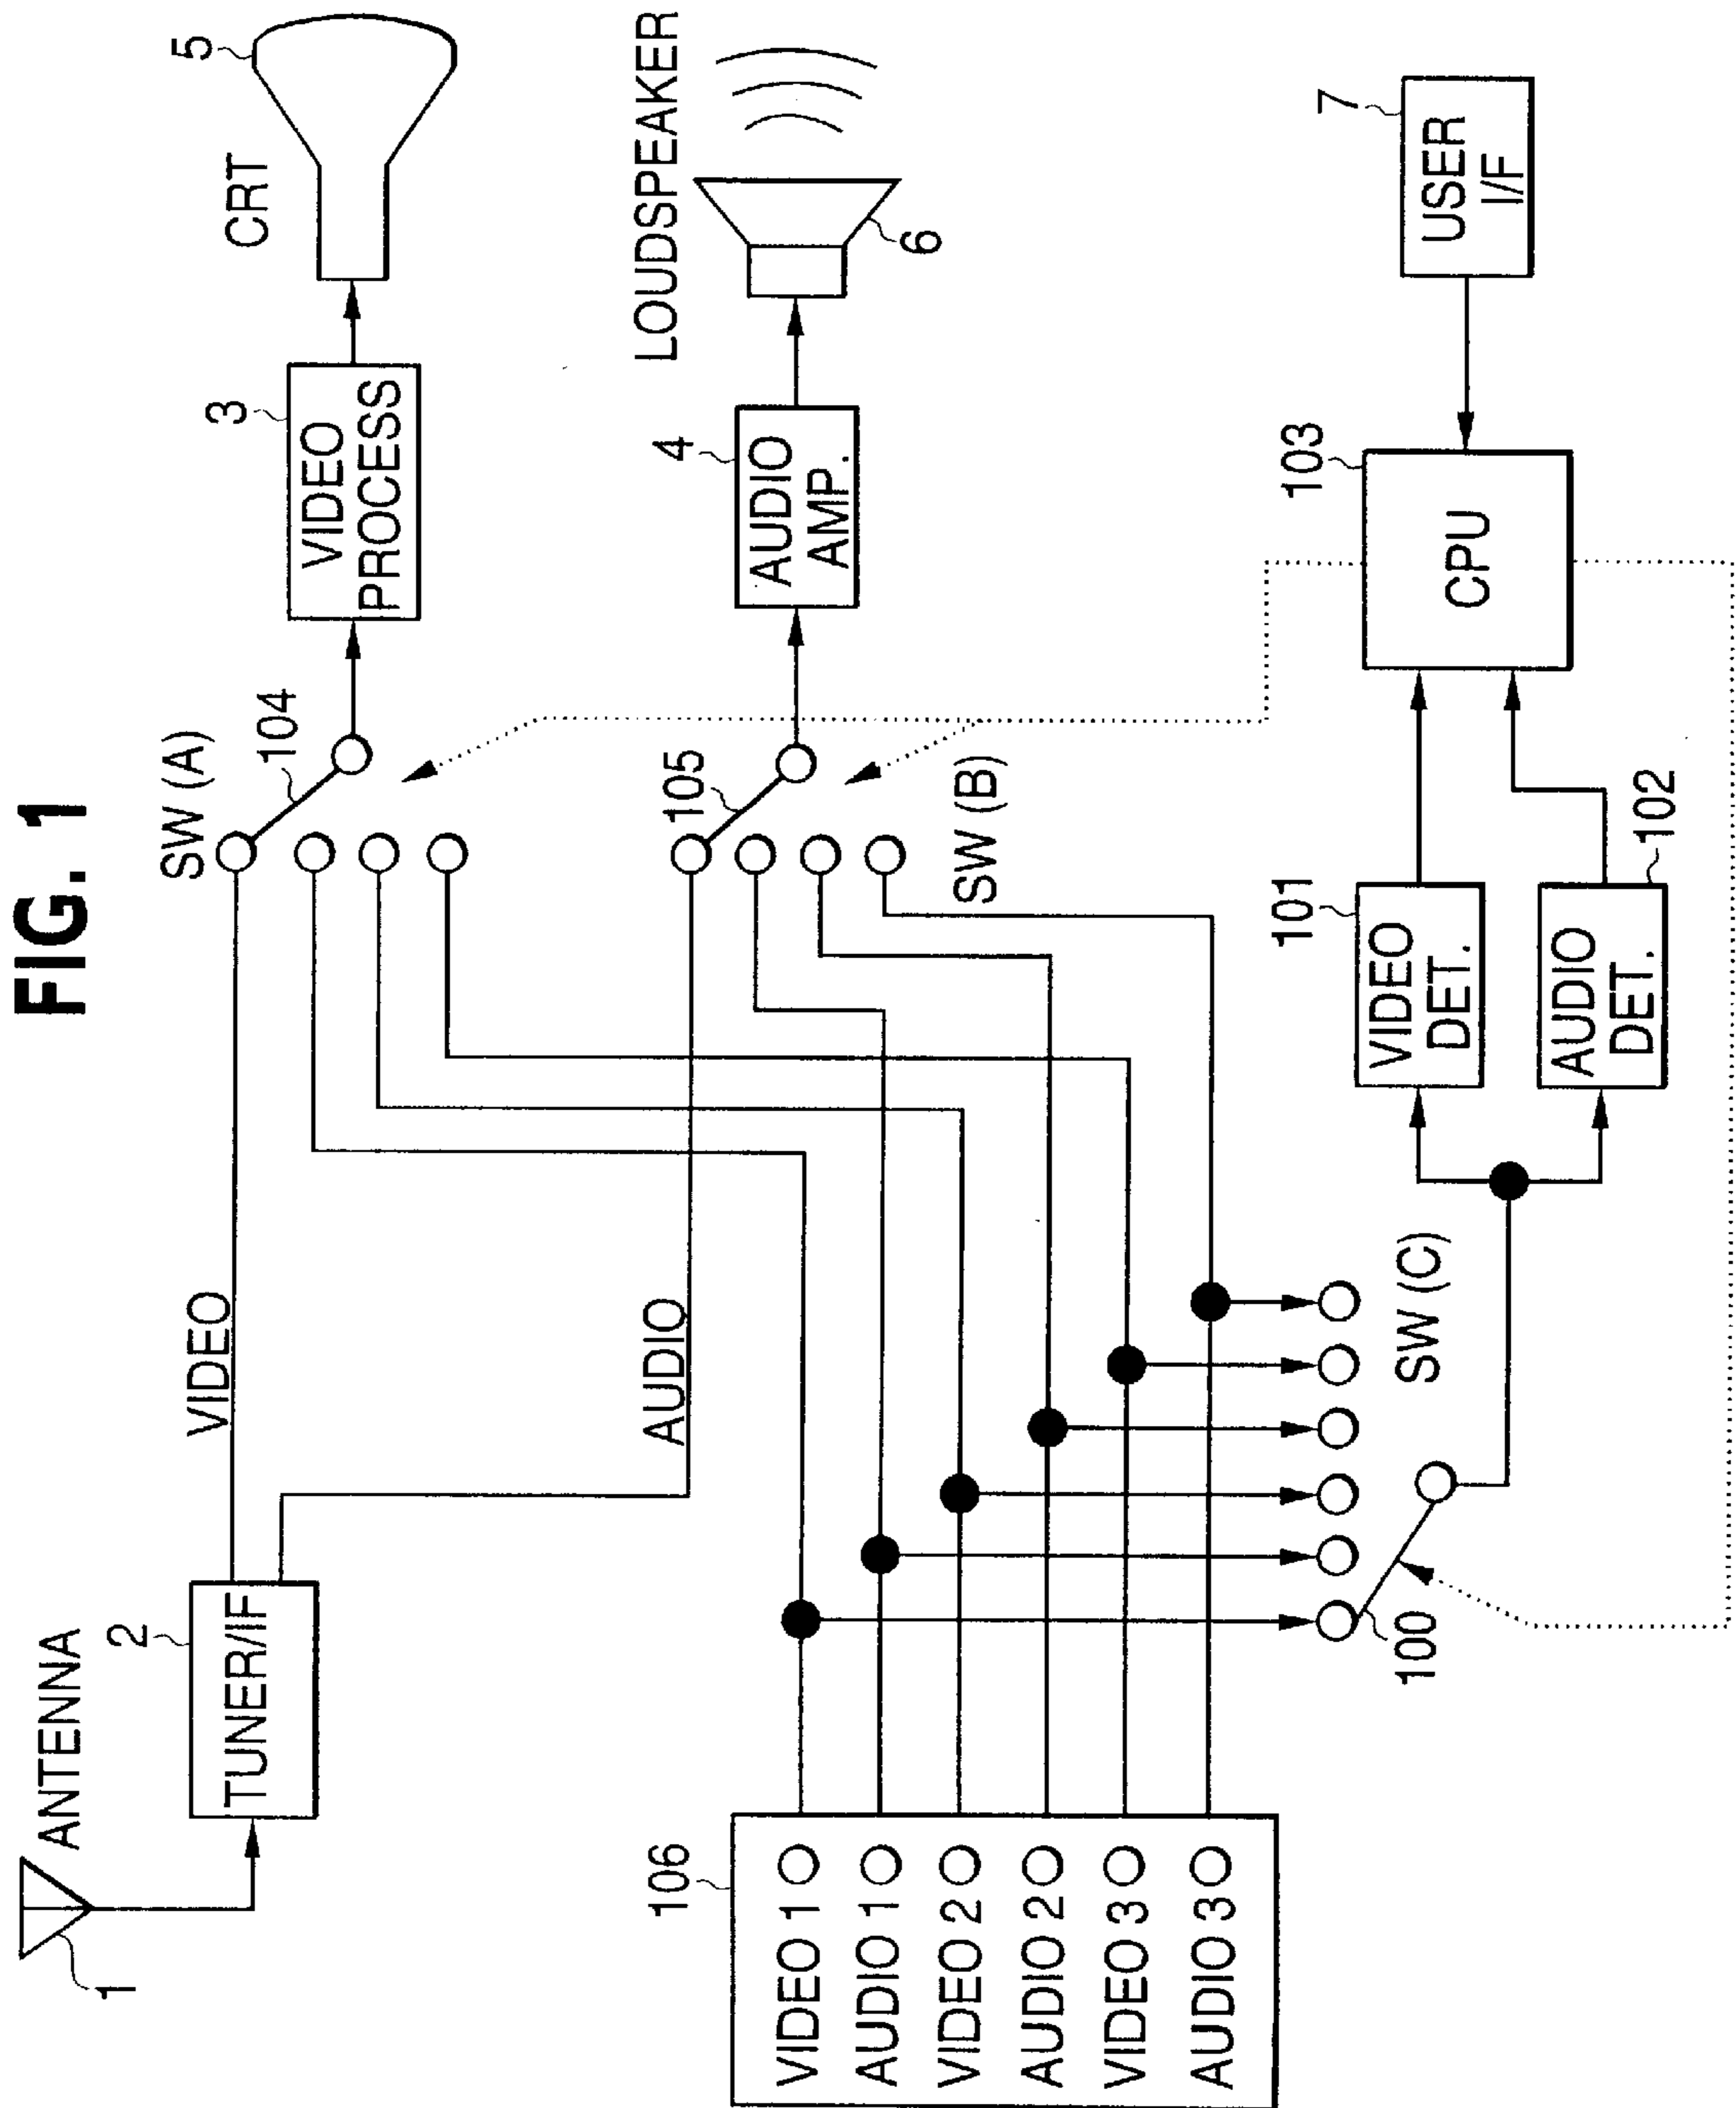 FIG. 1
ANTENNA
1
2
TUNER/IF
VIDEO
AUDIO
SW (A)
104
3
VIDEO
PROCESS
CRT
5
105
SW (B)
4
AUDIO
AMP.
LOUDSPEAKER
6
106
VIDEO 1
AUDIO 1
VIDEO 2
AUDIO 2
VIDEO 3
AUDIO 3
100
SW (C)
101
VIDEO
DET.
AUDIO
DET.
102
103
CPU
7
USER
I/F